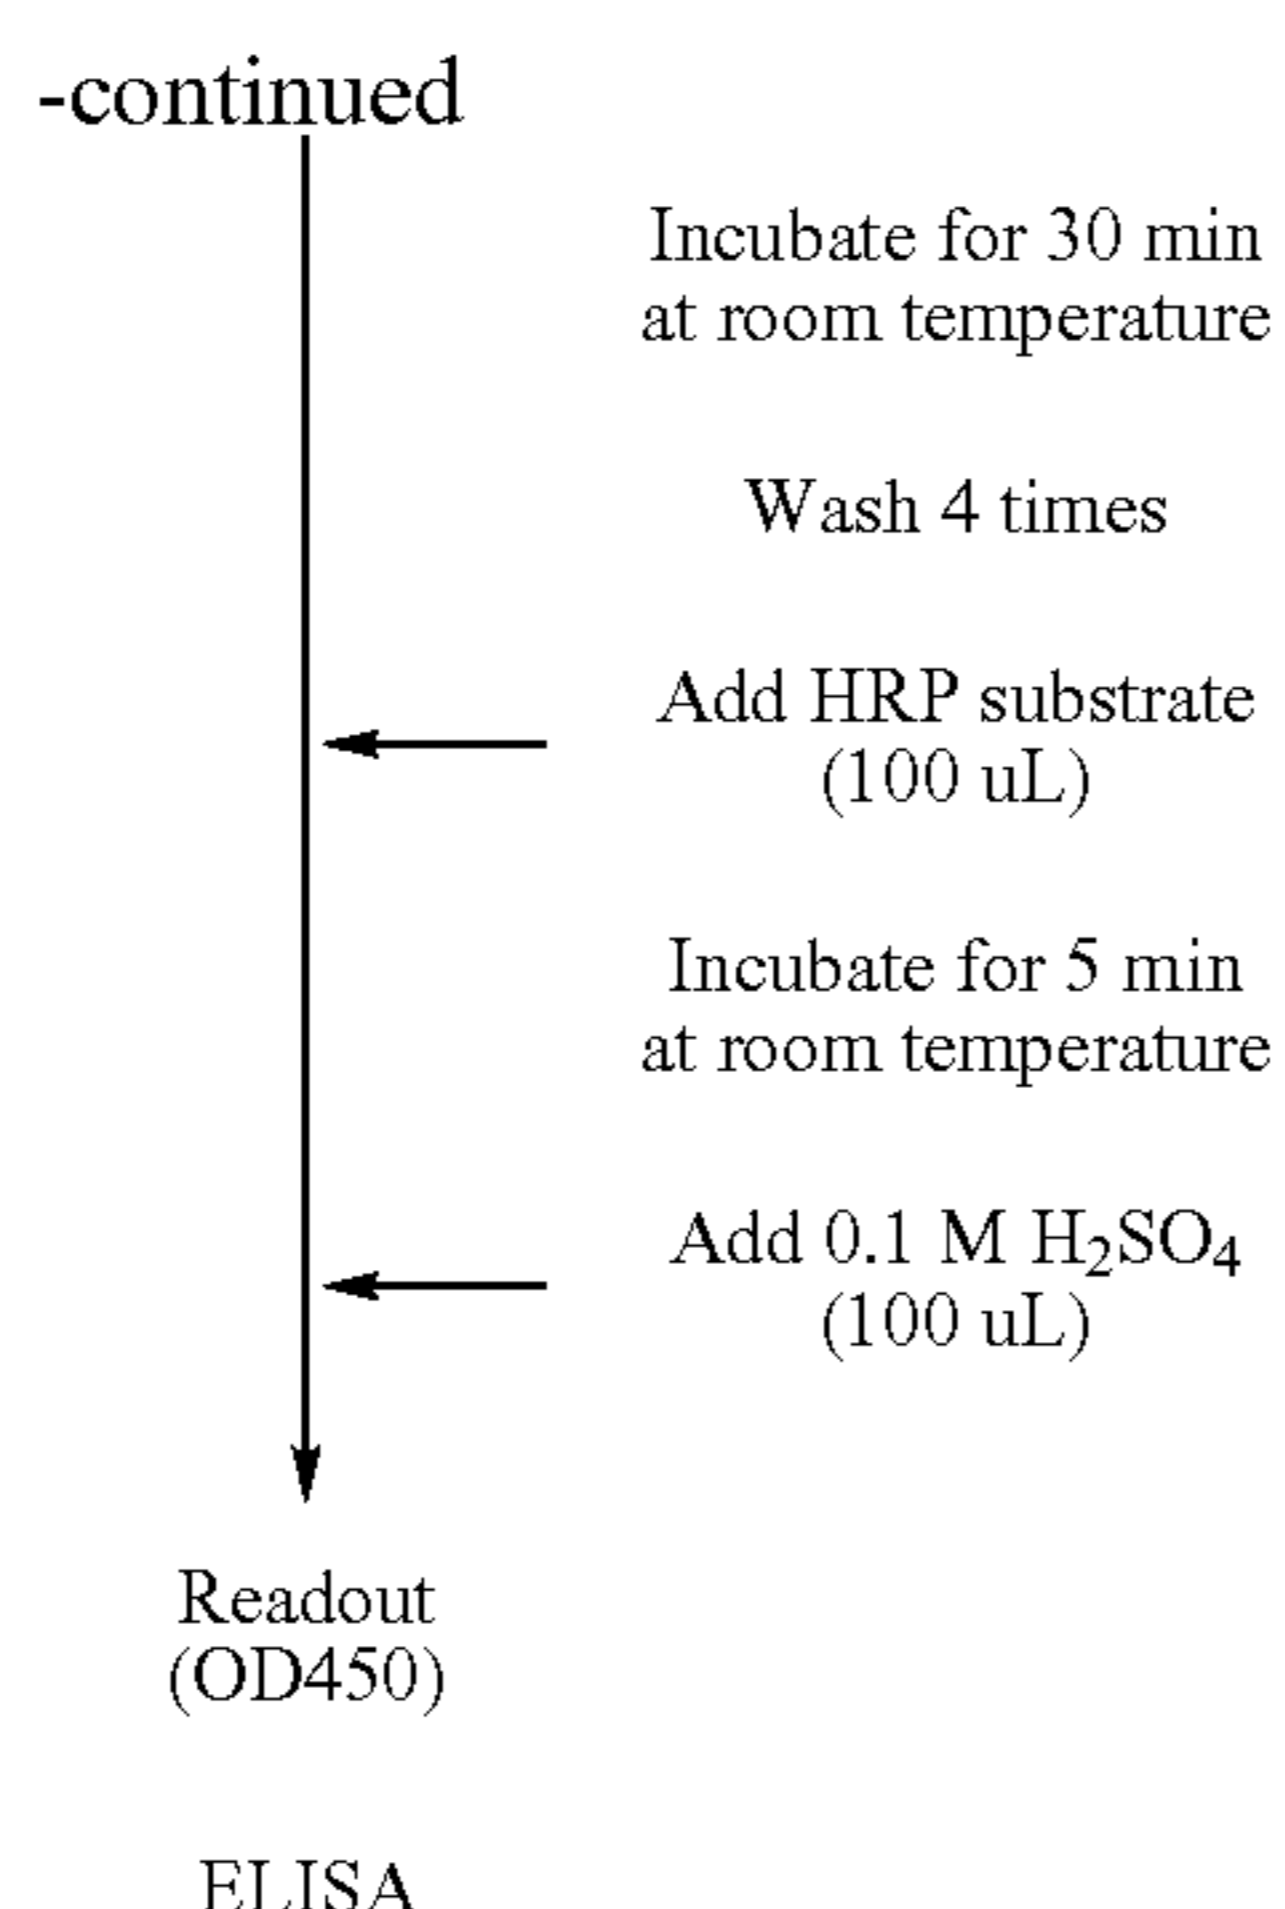 -continued
Incubate for 30 min
at room temperature
Wash 4 times
Add HRP substrate
(100 uL)
Incubate for 5 min
at room temperature
Add 0.1 M H₂SO₄
(100 uL)
Readout
(OD450)
ELISA